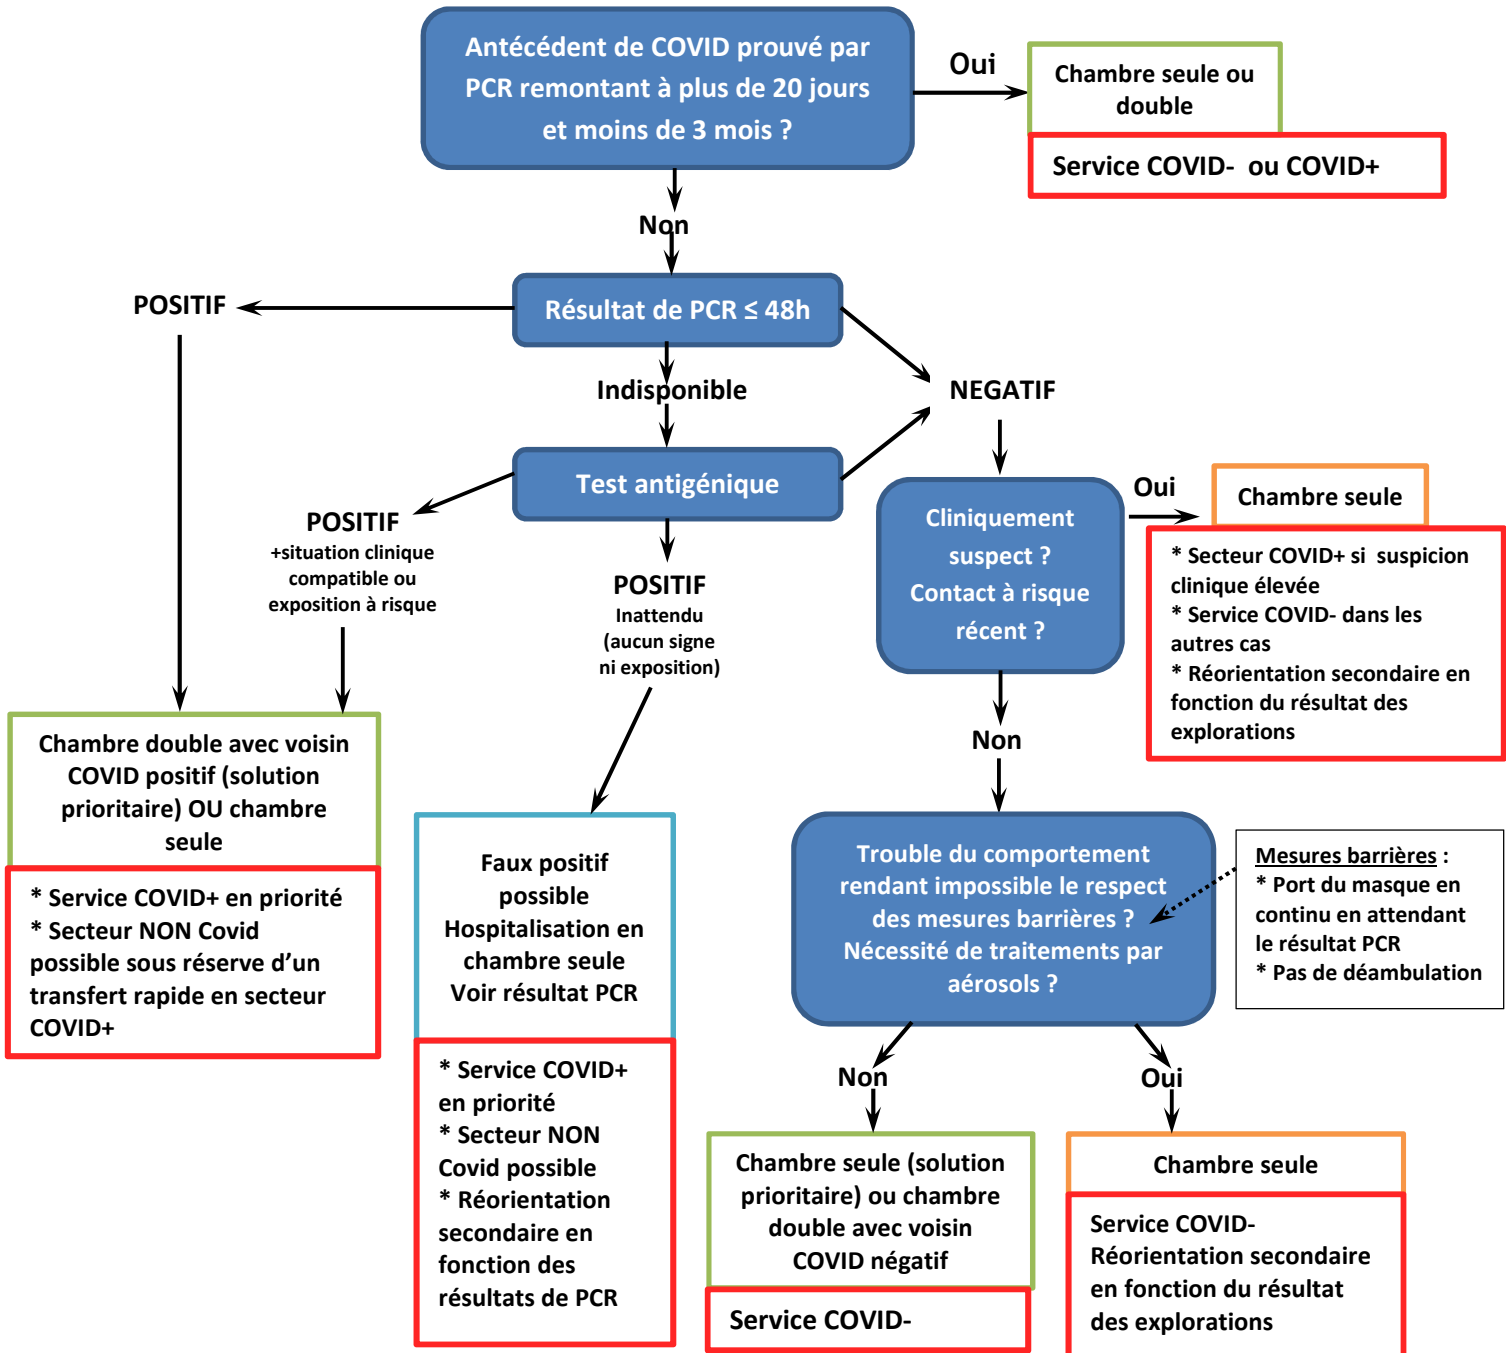 Antécédent de COVID prouvé par
PCR remontant à plus de 20 jours
et moins de 3 mois ?
Oui
Chambre seule ou
double
Service COVID-  ou COVID+
Non
POSITIF
Résultat de PCR ≤ 48h
Indisponible
NEGATIF
Test antigénique
POSITIF
+situation clinique
compatible ou
exposition à risque
POSITIF
Inattendu
(aucun signe
ni exposition)
Cliniquement
suspect ?
Contact à risque
récent ?
Oui
Chambre seule
* Secteur COVID+ si  suspicion
clinique élevée
* Service COVID- dans les
autres cas
* Réorientation secondaire en
fonction du résultat des
explorations
Non
Chambre double avec voisin
COVID positif (solution
prioritaire) OU chambre
seule
* Service COVID+ en priorité
* Secteur NON Covid
possible sous réserve d’un
transfert rapide en secteur
COVID+
Faux positif
possible
Hospitalisation en
chambre seule
Voir résultat PCR
* Service COVID+
en priorité
* Secteur NON
Covid possible
* Réorientation
secondaire en
fonction des
résultats de PCR
Trouble du comportement
rendant impossible le respect
des mesures barrières ?
Nécessité de traitements par
aérosols ?
Mesures barrières :
* Port du masque en
continu en attendant
le résultat PCR
* Pas de déambulation
Non
Oui
Chambre seule (solution
prioritaire) ou chambre
double avec voisin
COVID négatif
Service COVID-
Chambre seule
Service COVID-
Réorientation secondaire
en fonction du résultat
des explorations